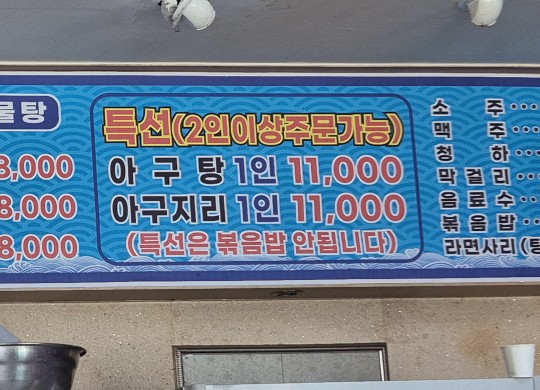 물탕
8,000
8,000
8,000
특선(2인이상주문가능)
아 구 탕 1인 11,000
아구지리 1인 11,000
(특선은 볶음밥 안됩니다)
소 주····
맥 주····
청 하····
막걸리····
음료수····
볶음밥····
라면사리(탕